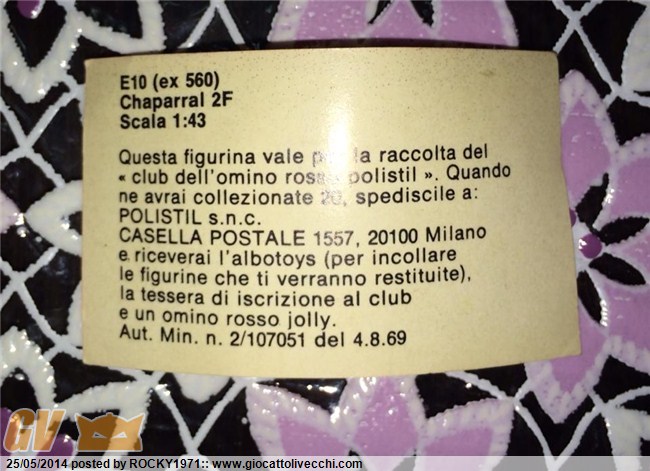 E10 (ex 560)
Chaparral 2F
Scala 1:43
Questa figurina vale per la raccolta del
« club dell'omino rosso polistil ». Quando
ne avrai collezionate 20, spediscile a:
POLISTIL s.n.c.
CASELLA POSTALE 1557, 20100 Milano
e riceverai l'albotoys (per incollare
le figurine che ti verranno restituite),
la tessera di iscrizione al club
e un omino rosso jolly.
Aut. Min. n. 2/107051 del 4.8.69
GV
25/05/2014 posted by ROCKY1971:: www.giocattolivecchi.com